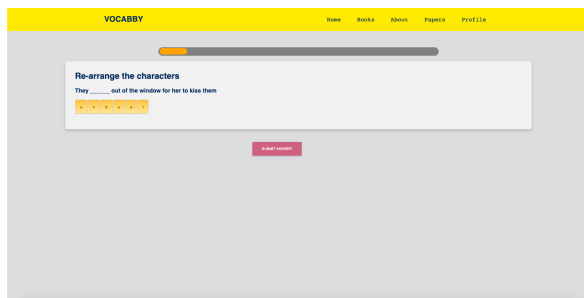 VOCABBY
Home Books About Papers Profile
Re-arrange the characters
They ______ out of the window for her to kiss them
SUBMIT ANSWER